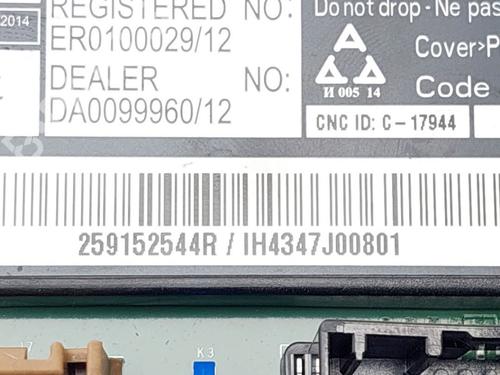 2014
REGISTERED NO:
ER0100029/12
DEALER NO:
DA0099960/12
Do not drop - Ne pas
Cover>P
Code
И 005 14
CNC ID: C-17944
259152544R / IH4347J00801
K3